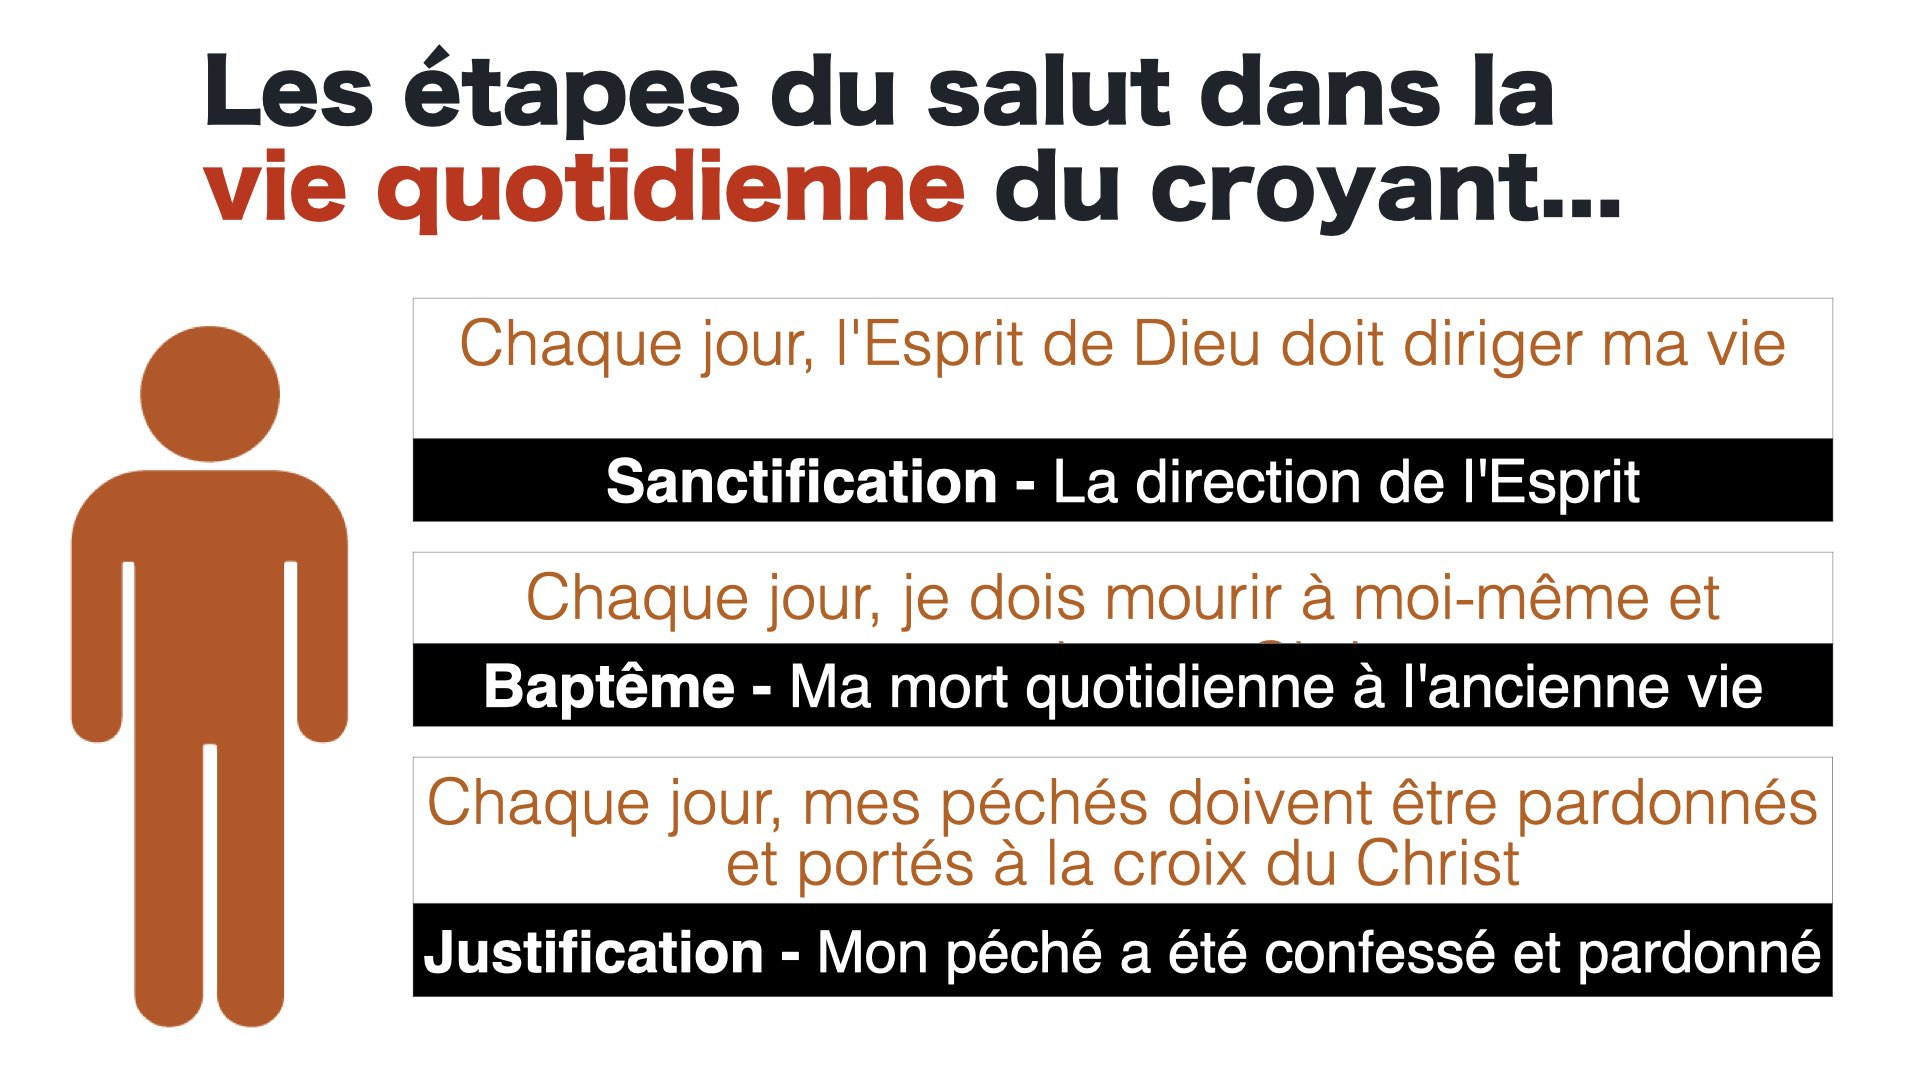 Les étapes du salut dans la
vie quotidienne du croyant...
Chaque jour, l'Esprit de Dieu doit diriger ma vie
Sanctification - La direction de l'Esprit
Chaque jour, je dois mourir à moi-même et
Baptême - Ma mort quotidienne à l'ancienne vie
Chaque jour, mes péchés doivent être pardonnés
et portés à la croix du Christ
Justification - Mon péché a été confessé et pardonné